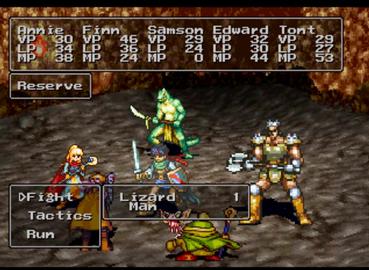 Annie Finn Samson Edward Tont
VP 30 VP 46 VP 29 VP 32 VP 29
LP 34 LP 36 LP 24 LP 30 LP 27
MP 38 MP 24 MP 0 MP 44 MP 53
Reserve
Fight
Tactics
Run
Lizard 1
Man